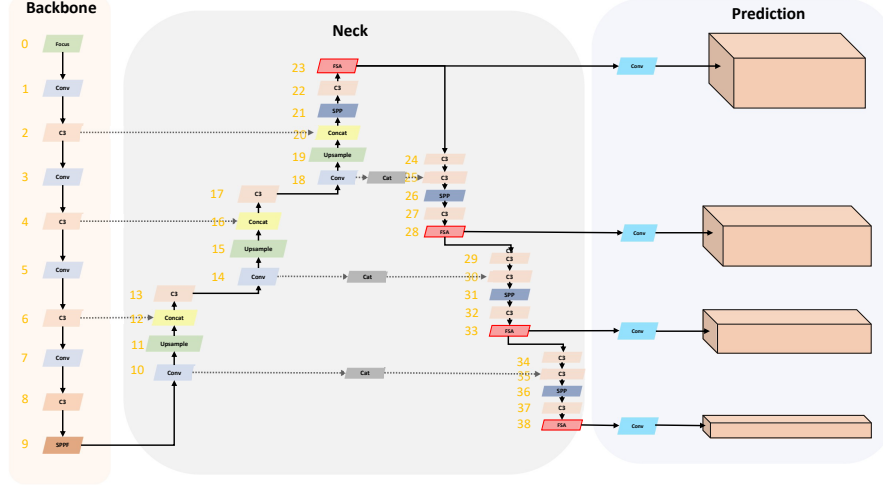 Backbone
Neck
Prediction
0 Focus
1 Conv
2 C3
3 Conv
4 C3
5 Conv
6 C3
7 Conv
8 C3
9 SPPF
10 Conv
11 Upsample
12 Concat
13 C3
14 Conv
15 Upsample
16 Concat
17 C3
18 Conv
19 Upsample
20 Concat
21 SPP
22 C3
23 FSA
Cat
Cat
Cat
24 C3
25 C3
26 SPP
27 C3
28 FSA
C3
29 C3
30 C3
31 SPP
32 C3
33 FSA
34 C3
35 C3
36 SPP
37 C3
38 FSA
Conv
Conv
Conv
Conv